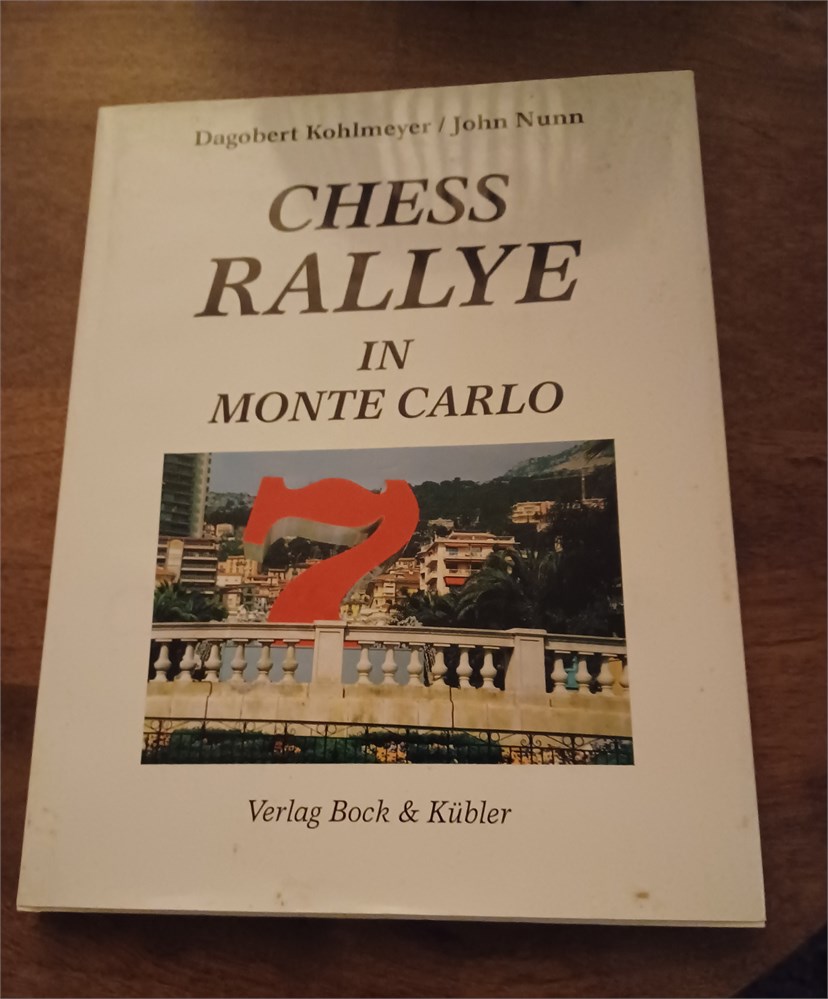 Dagobert Kohlmeyer / John Nunn
CHESS
RALLYE
IN
MONTE CARLO
7
Verlag Bock & Kübler